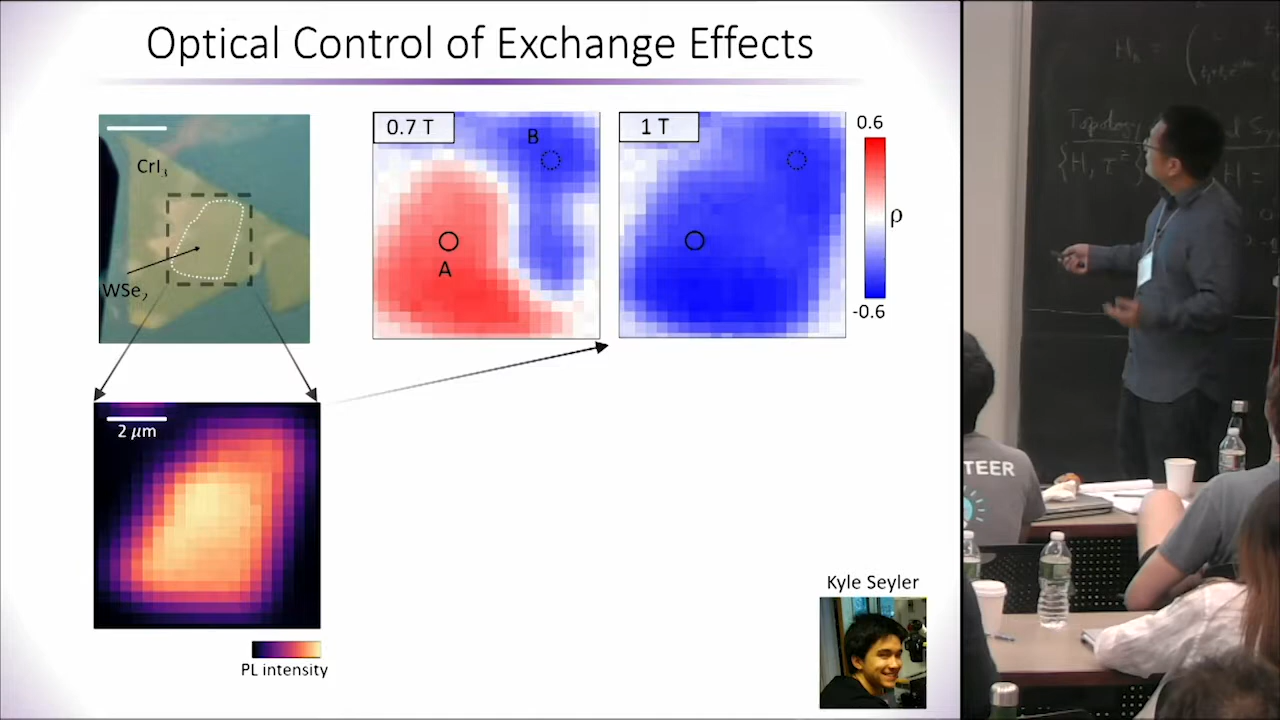 Optical Control of Exchange Effects
CrI₃
WSe₂
2 μm
PL intensity
0.7 T
B
A
1 T
0.6
ρ
-0.6
Kyle Seyler
Topology
TEER